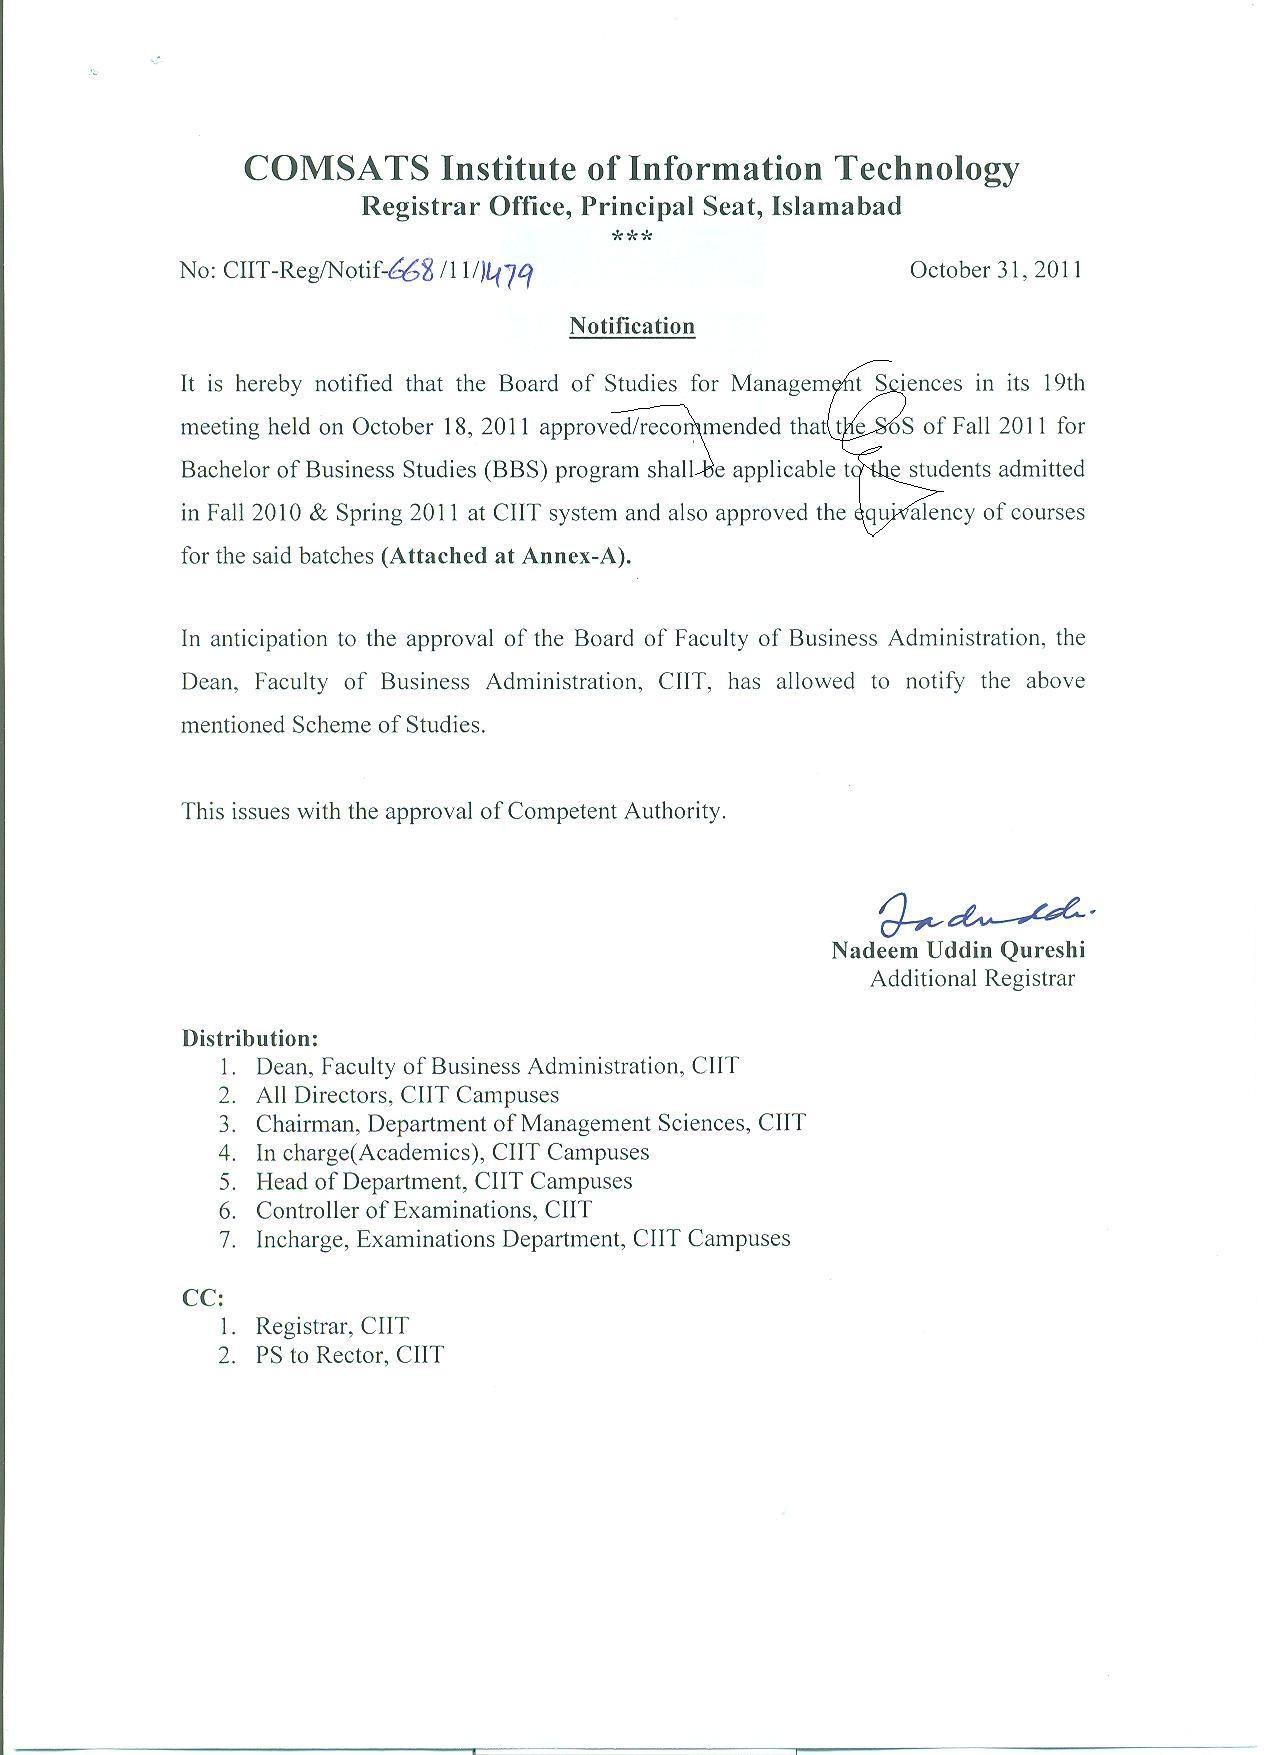 COMSATS Institute of Information Technology
Registrar Office, Principal Seat, Islamabad
***
No: CIIT-Reg/Notif-668/11/1479 October 31, 2011
Notification
It is hereby notified that the Board of Studies for Management Sciences in its 19th
meeting held on October 18, 2011 approved/recommended that the SoS of Fall 2011 for
Bachelor of Business Studies (BBS) program shall be applicable to the students admitted
in Fall 2010 & Spring 2011 at CIIT system and also approved the equivalency of courses
for the said batches (Attached at Annex-A).
In anticipation to the approval of the Board of Faculty of Business Administration, the
Dean, Faculty of Business Administration, CIIT, has allowed to notify the above
mentioned Scheme of Studies.
This issues with the approval of Competent Authority.
Nadeem Uddin Qureshi
Additional Registrar
Distribution:
1. Dean, Faculty of Business Administration, CIIT
2. All Directors, CIIT Campuses
3. Chairman, Department of Management Sciences, CIIT
4. In charge(Academics), CIIT Campuses
5. Head of Department, CIIT Campuses
6. Controller of Examinations, CIIT
7. Incharge, Examinations Department, CIIT Campuses
CC:
1. Registrar, CIIT
2. PS to Rector, CIIT